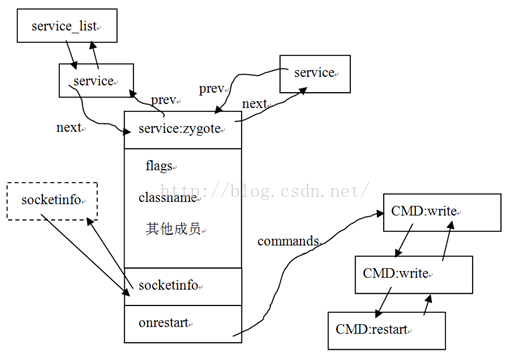 service_list
service
service
prev
prev
next
next
service:zygote
flags
http://blog.csdn.net/
classname
其他成员
socketinfo
commands
CMD:write
CMD:write
socketinfo
onrestart
CMD:restart